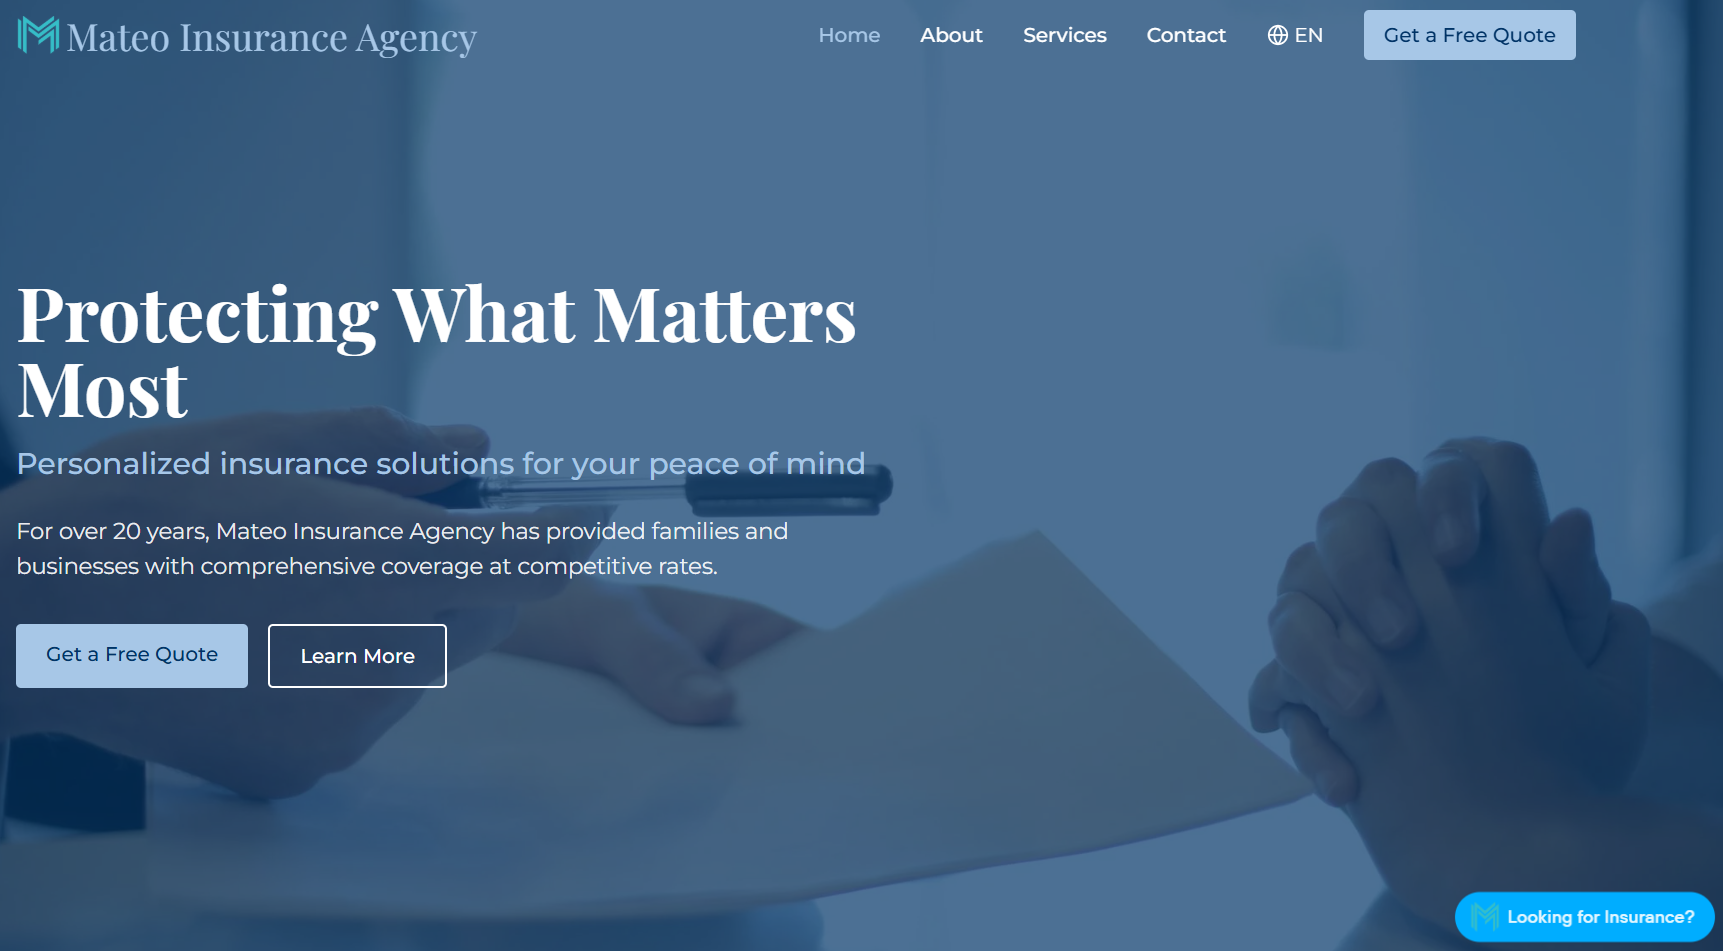 Mateo Insurance Agency
Home
About
Services
Contact
EN
Get a Free Quote
Protecting What Matters
Most
Personalized insurance solutions for your peace of mind
For over 20 years, Mateo Insurance Agency has provided families and
businesses with comprehensive coverage at competitive rates.
Get a Free Quote
Learn More
Looking for Insurance?